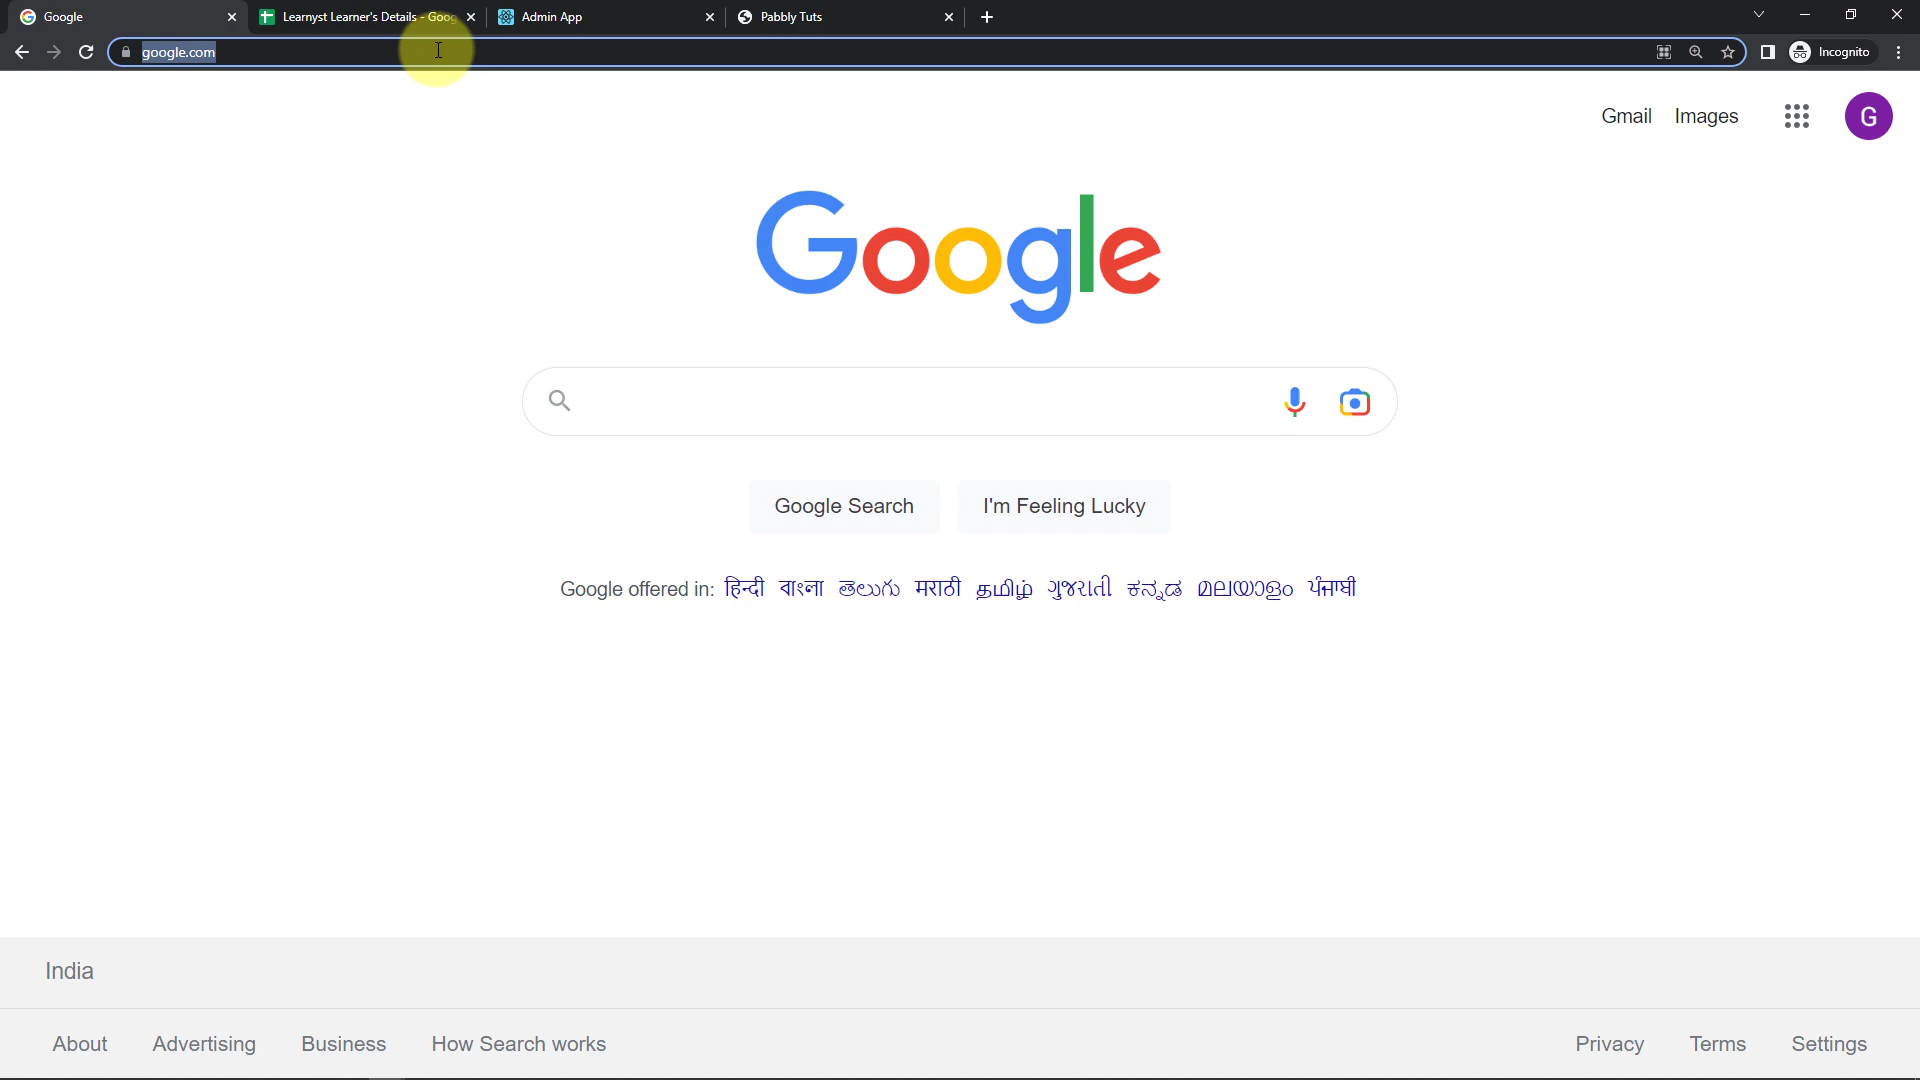 Google
Learnyst Learner's Details - Goog
Admin App
Pabbly Tuts
google.com
Incognito
Gmail Images
G
Google
Google Search
I'm Feeling Lucky
Google offered in: हिन्दी বাংলা తెలుగు मराठी தமிழ் ગુજરાતી ಕನ್ನಡ മലയാളം ਪੰਜਾਬੀ
India
About Advertising Business How Search works
Privacy Terms Settings